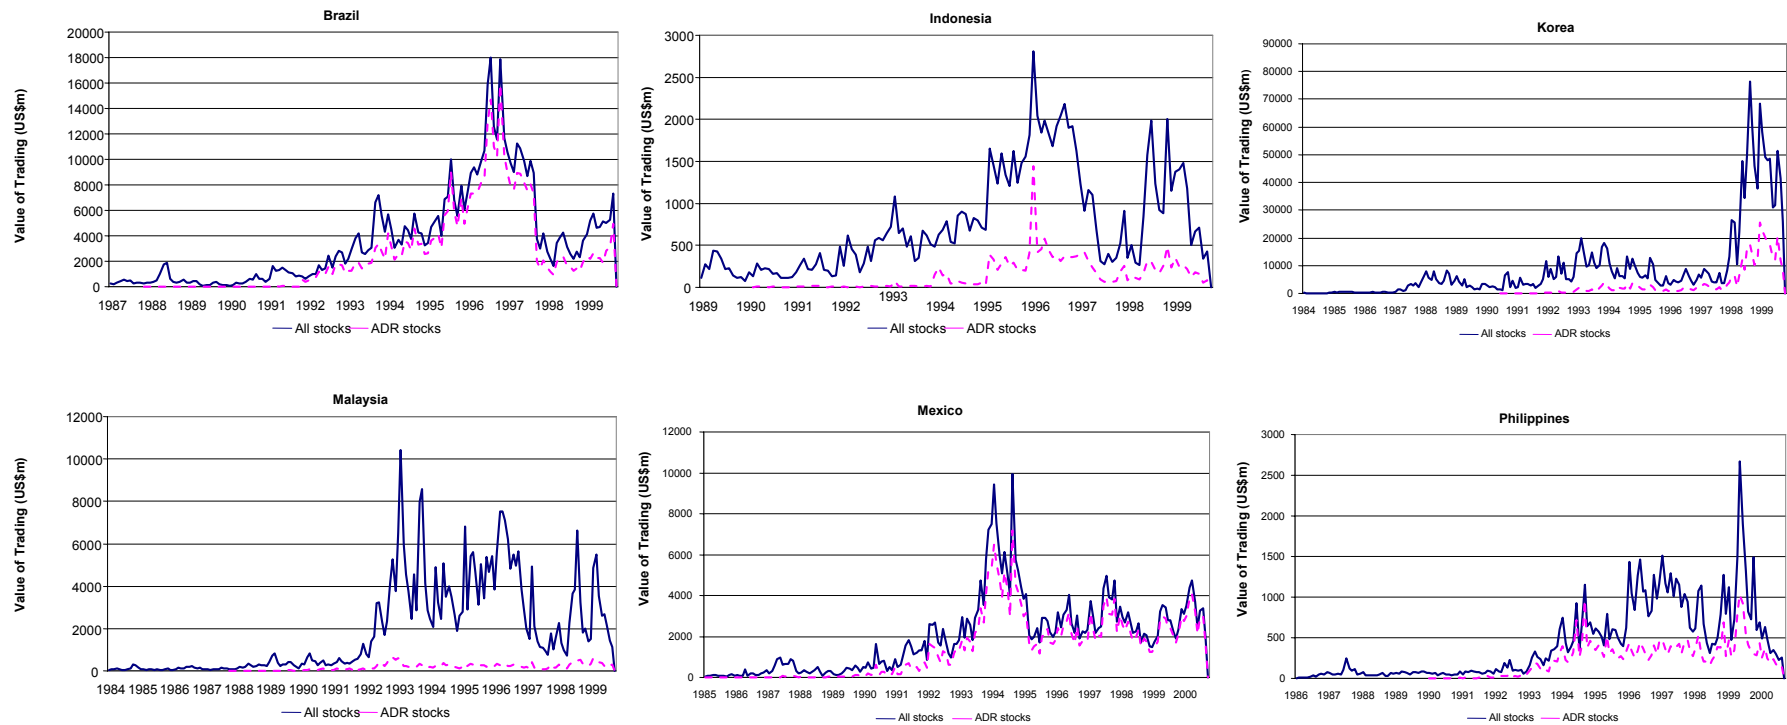 Brazil
Value of Trading (US$m)
20000
18000
16000
14000
12000
10000
8000
6000
4000
2000
0
1987 1988 1989 1990 1991 1992 1993 1994 1995 1996 1997 1998 1999
All stocks ADR stocks
Indonesia
Value of Trading (US$m)
3000
2500
2000
1500
1000
500
0
1989 1990 1991 1992 1993 1994 1995 1996 1997 1998 1999
All stocks ADR stocks
Korea
Value of Trading (US$m)
90000
80000
70000
60000
50000
40000
30000
20000
10000
0
1984 1985 1986 1987 1988 1989 1990 1991 1992 1993 1994 1995 1996 1997 1998 1999
All stocks ADR stocks
Malaysia
Value of Trading (US$m)
12000
10000
8000
6000
4000
2000
0
1984 1985 1986 1987 1988 1989 1990 1991 1992 1993 1994 1995 1996 1997 1998 1999
All stocks ADR stocks
Mexico
Value of Trading (US$m)
12000
10000
8000
6000
4000
2000
0
1985 1986 1987 1988 1989 1990 1991 1992 1993 1994 1995 1996 1997 1998 1999 2000
All stocks ADR stocks
Philippines
Value of Trading (US$m)
3000
2500
2000
1500
1000
500
0
1986 1987 1988 1989 1990 1991 1992 1993 1994 1995 1996 1997 1998 1999 2000
All stocks ADR stocks